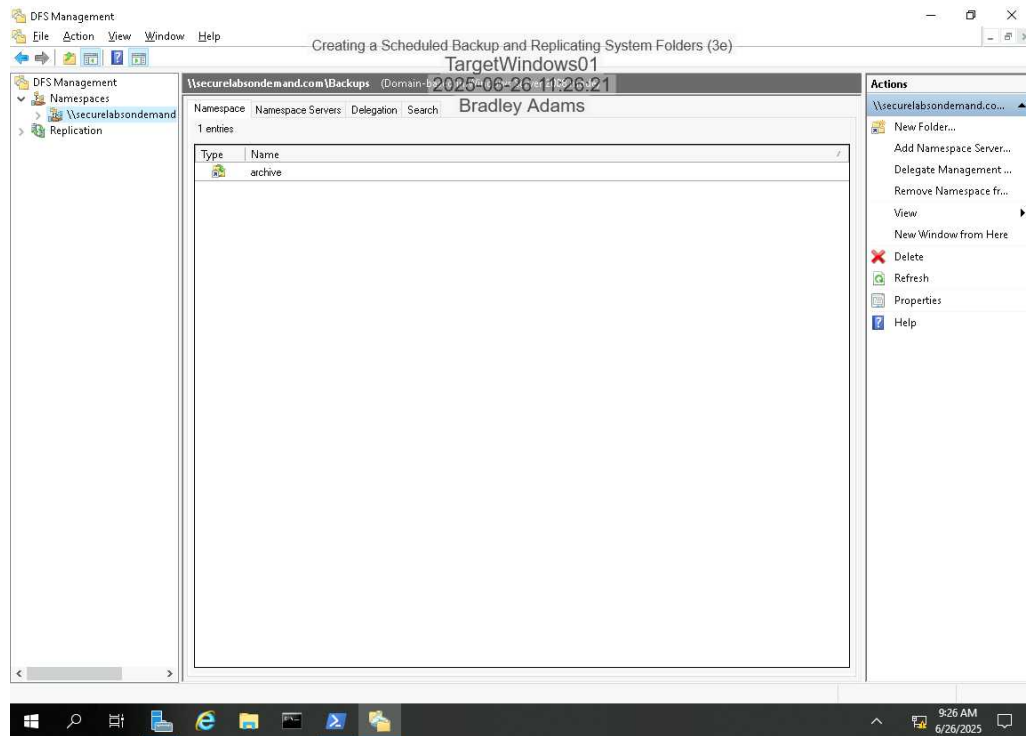 DFS Management
File Action View Window Help
Creating a Scheduled Backup and Replicating System Folders (3e)
TargetWindows01
2025-06-26 11:26:21
Bradley Adams
DFS Management
Namespaces
\\securelabsondemand
Replication
\\securelabsondemand.com\Backups (Domain-b
Namespace Namespace Servers Delegation Search
1 entries
Type Name
archive
Actions
\\securelabsondemand.co...
New Folder...
Add Namespace Server...
Delegate Management ...
Remove Namespace fr...
View
New Window from Here
Delete
Refresh
Properties
Help
9:26 AM
6/26/2025